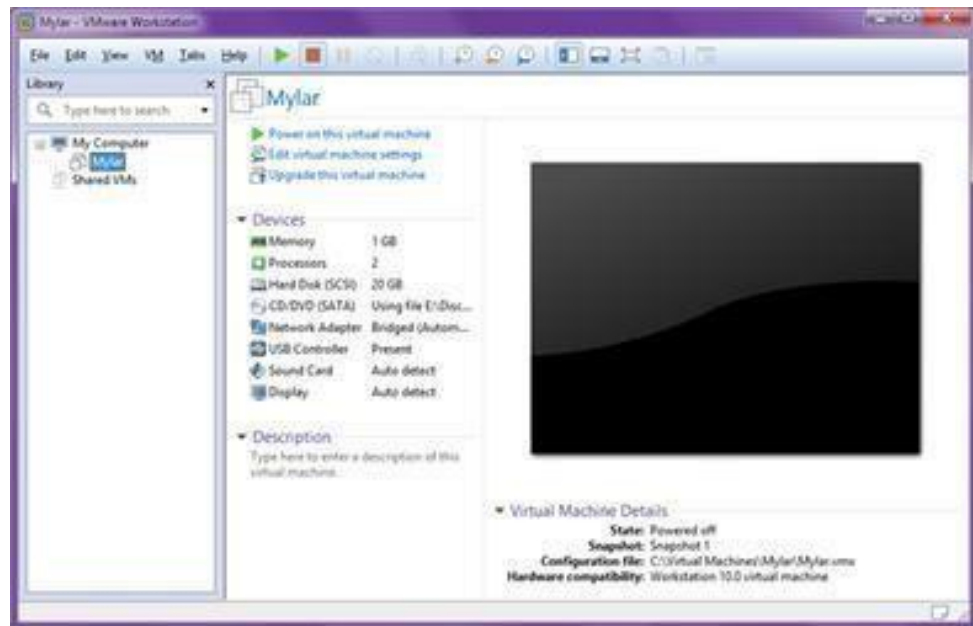 Mylar - VMware Workstation
File Edit View VM Tabs Help
Library
Type here to search
My Computer
Mylar
Shared VMs
Mylar
Power on this virtual machine
Edit virtual machine settings
Upgrade this virtual machine
Devices
Memory 1 GB
Processors 2
Hard Disk (SCSI) 20 GB
CD/DVD (SATA) Using file E:\Disc...
Network Adapter Bridged (Autom...
USB Controller Present
Sound Card Auto detect
Display Auto detect
Description
Type here to enter a description of this
virtual machine.
Virtual Machine Details
State: Powered off
Snapshot: Snapshot 1
Configuration file: C:\Virtual Machines\Mylar\Mylar.vmx
Hardware compatibility: Workstation 10.0 virtual machine